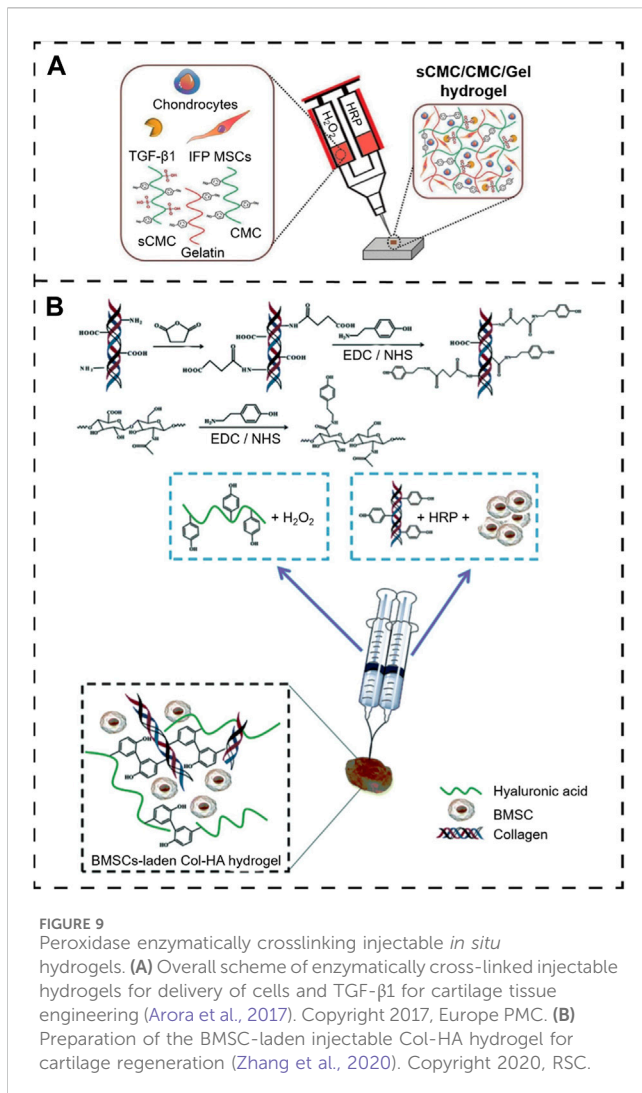 A
Chondrocytes
TGF-β1 IFP MSCs
sCMC
Gelatin
CMC
H₂O₂
HRP
sCMC/CMC/Gel
hydrogel
B
NH₂
HOOC
COOH
NH₂
EDC / NHS
EDC / NHS
+ H₂O₂
+ HRP +
BMSCs-laden Col-HA hydrogel
Hyaluronic acid
BMSC
Collagen
FIGURE 9
Peroxidase enzymatically crosslinking injectable in situ
hydrogels. (A) Overall scheme of enzymatically cross-linked injectable
hydrogels for delivery of cells and TGF-β1 for cartilage tissue
engineering (Arora et al., 2017). Copyright 2017, Europe PMC. (B)
Preparation of the BMSC-laden injectable Col-HA hydrogel for
cartilage regeneration (Zhang et al., 2020). Copyright 2020, RSC.